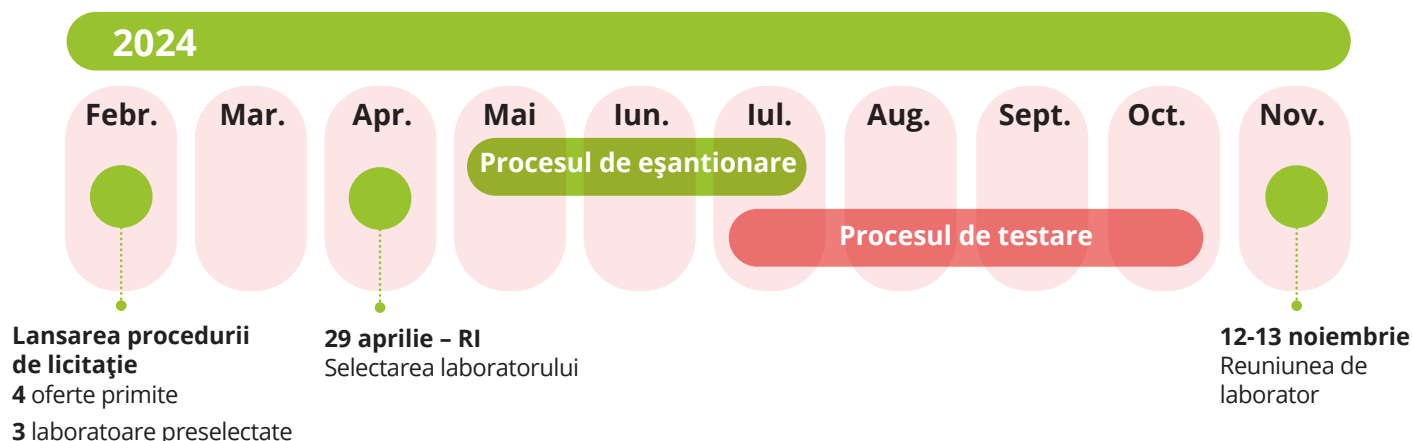 2024
Febr. Mar. Apr. Mai Iun. Iul. Aug. Sept. Oct. Nov.
Procesul de eşantionare
Procesul de testare
Lansarea procedurii
de licitaţie
4 oferte primite
3 laboratoare preselectate
29 aprilie – RI
Selectarea laboratorului
12-13 noiembrie
Reuniunea de
laborator